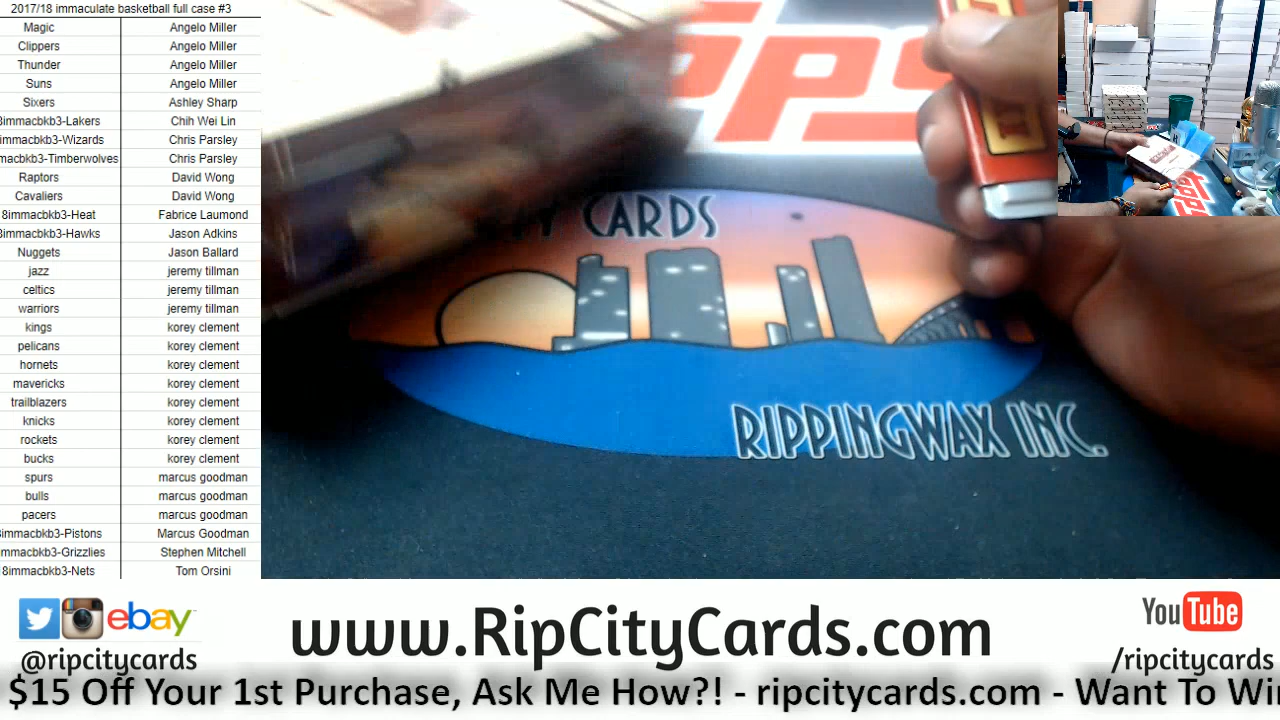 2017/18 immaculate basketball full case #3
Magic Angelo Miller
Clippers Angelo Miller
Thunder Angelo Miller
Suns Angelo Miller
Sixers Ashley Sharp
8immacbkb3-Lakers Chih Wei Lin
immacbkb3-Wizards Chris Parsley
macbkb3-Timberwolves Chris Parsley
Raptors David Wong
Cavaliers David Wong
8immacbkb3-Heat Fabrice Laumond
8immacbkb3-Hawks Jason Adkins
Nuggets Jason Ballard
jazz jeremy tillman
celtics jeremy tillman
warriors jeremy tillman
kings korey clement
pelicans korey clement
hornets korey clement
mavericks korey clement
trailblazers korey clement
knicks korey clement
rockets korey clement
bucks korey clement
spurs marcus goodman
bulls marcus goodman
pacers marcus goodman
8immacbkb3-Pistons Marcus Goodman
mmacbkb3-Grizzlies Stephen Mitchell
8immacbkb3-Nets Tom Orsini
topps
CARDS
RIPPINGWAX INC.
topps
ebay
@ripcitycards
www.RipCityCards.com
YouTube
/ripcitycards
$15 Off Your 1st Purchase, Ask Me How?! - ripcitycards.com - Want To Wi